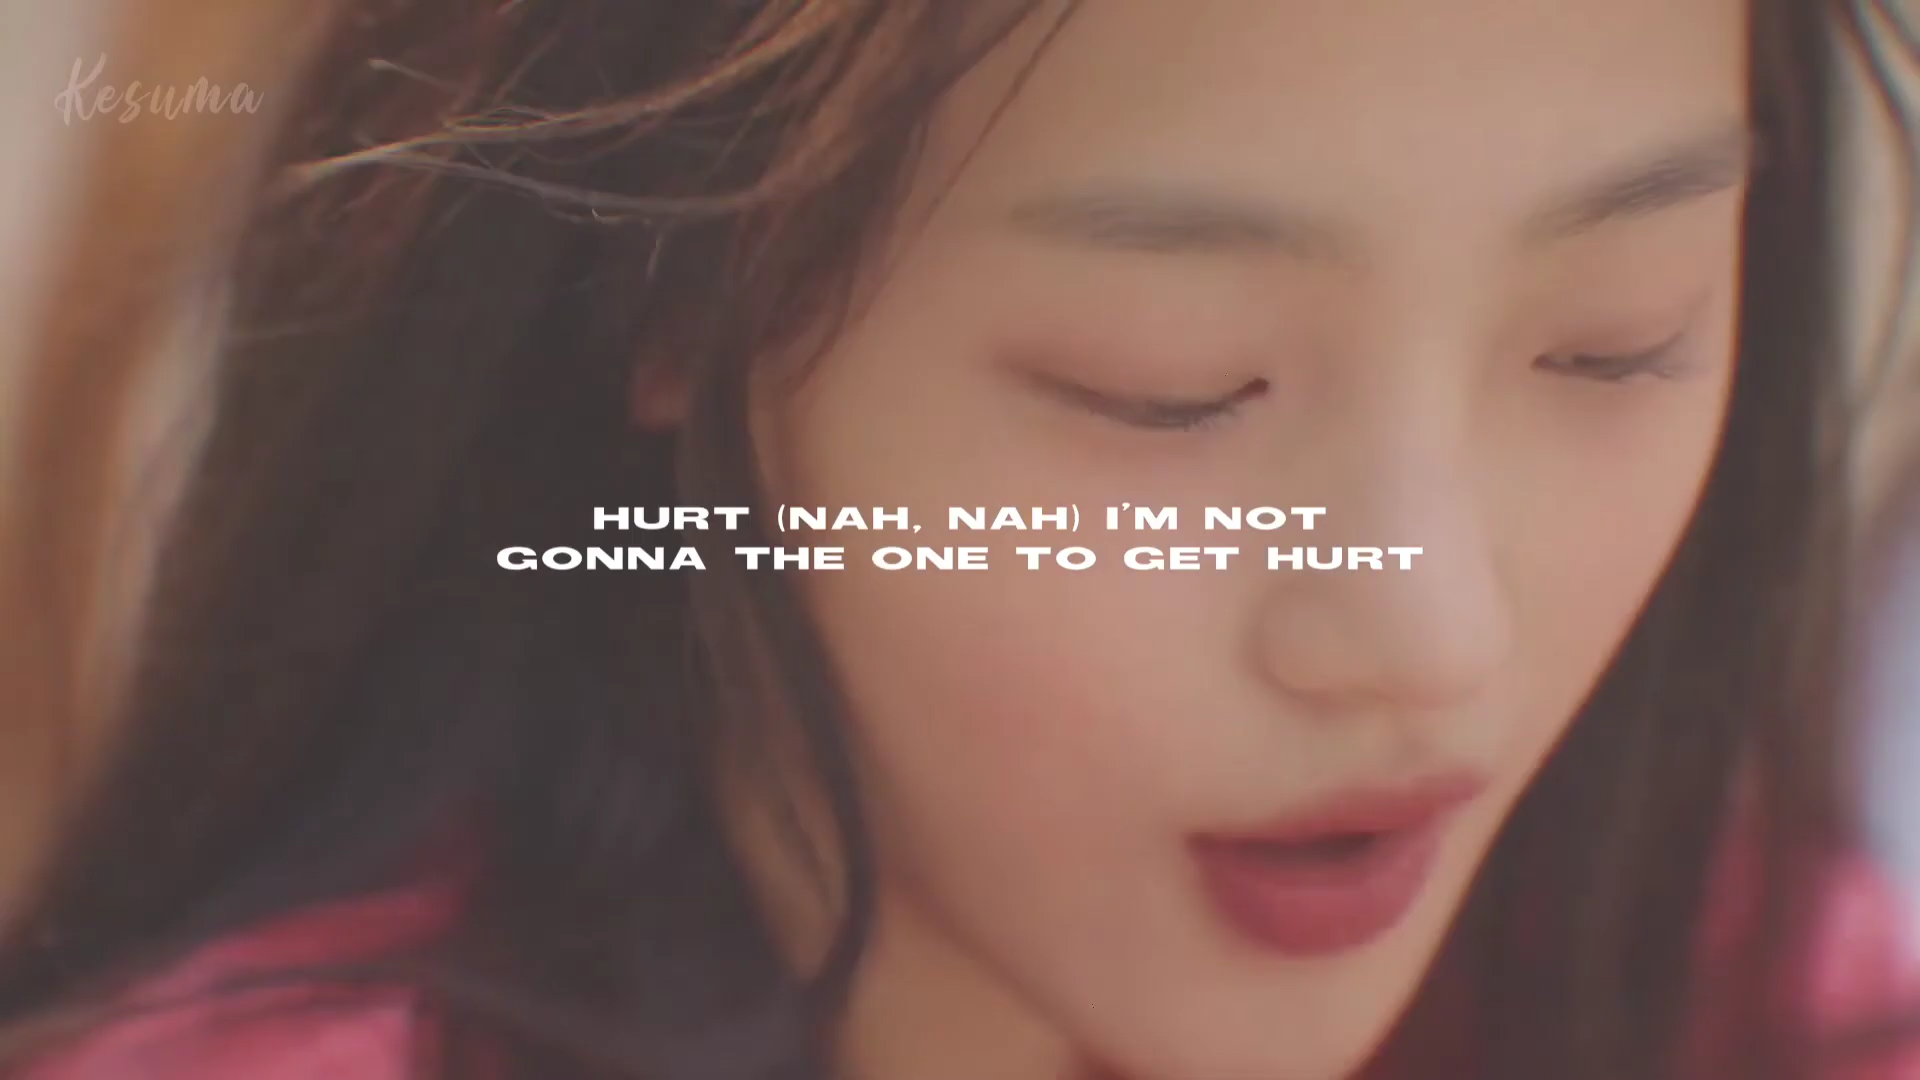 Kesuma
HURT (NAH, NAH) I'M NOT
GONNA THE ONE TO GET HURT